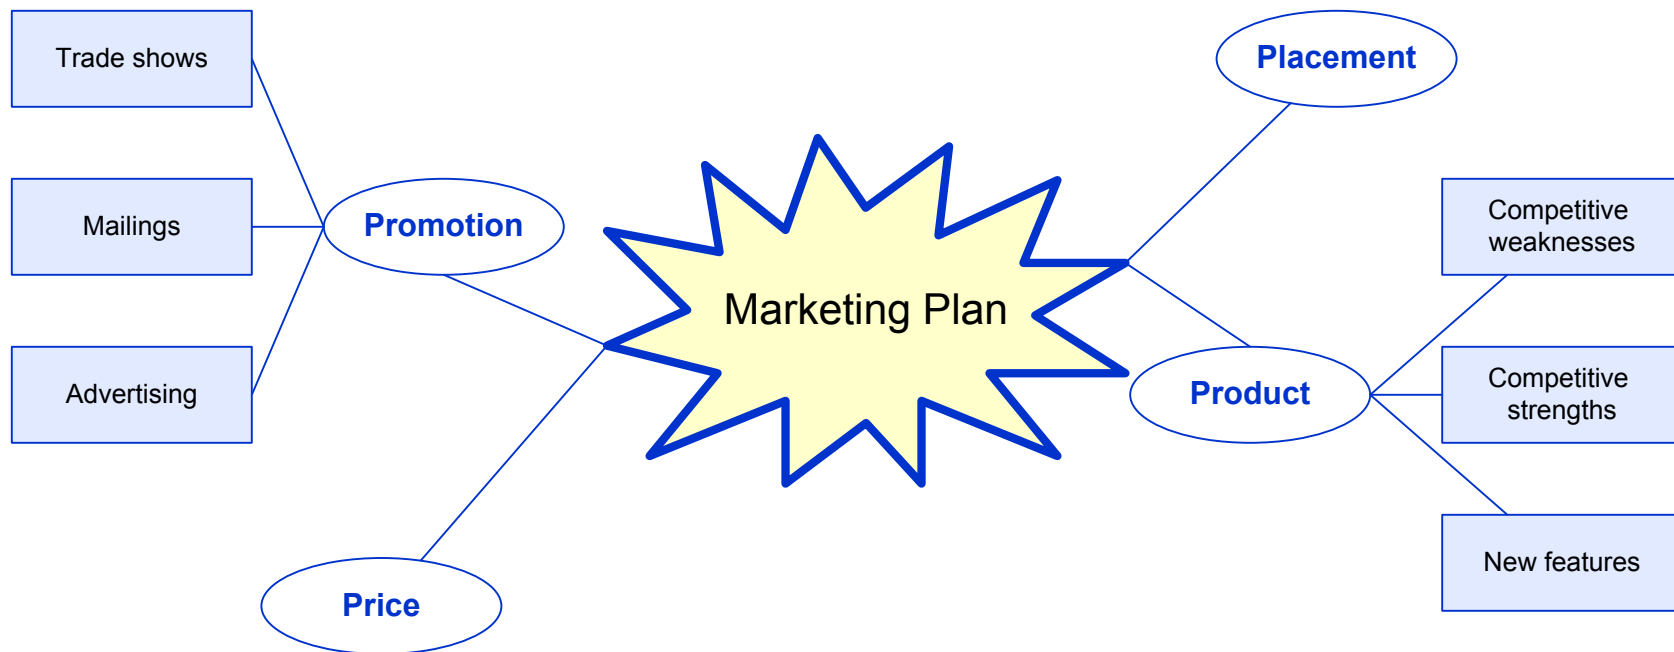 Trade shows
Placement
Mailings
Promotion
Competitive
weaknesses
Marketing Plan
Advertising
Product
Competitive
strengths
New features
Price